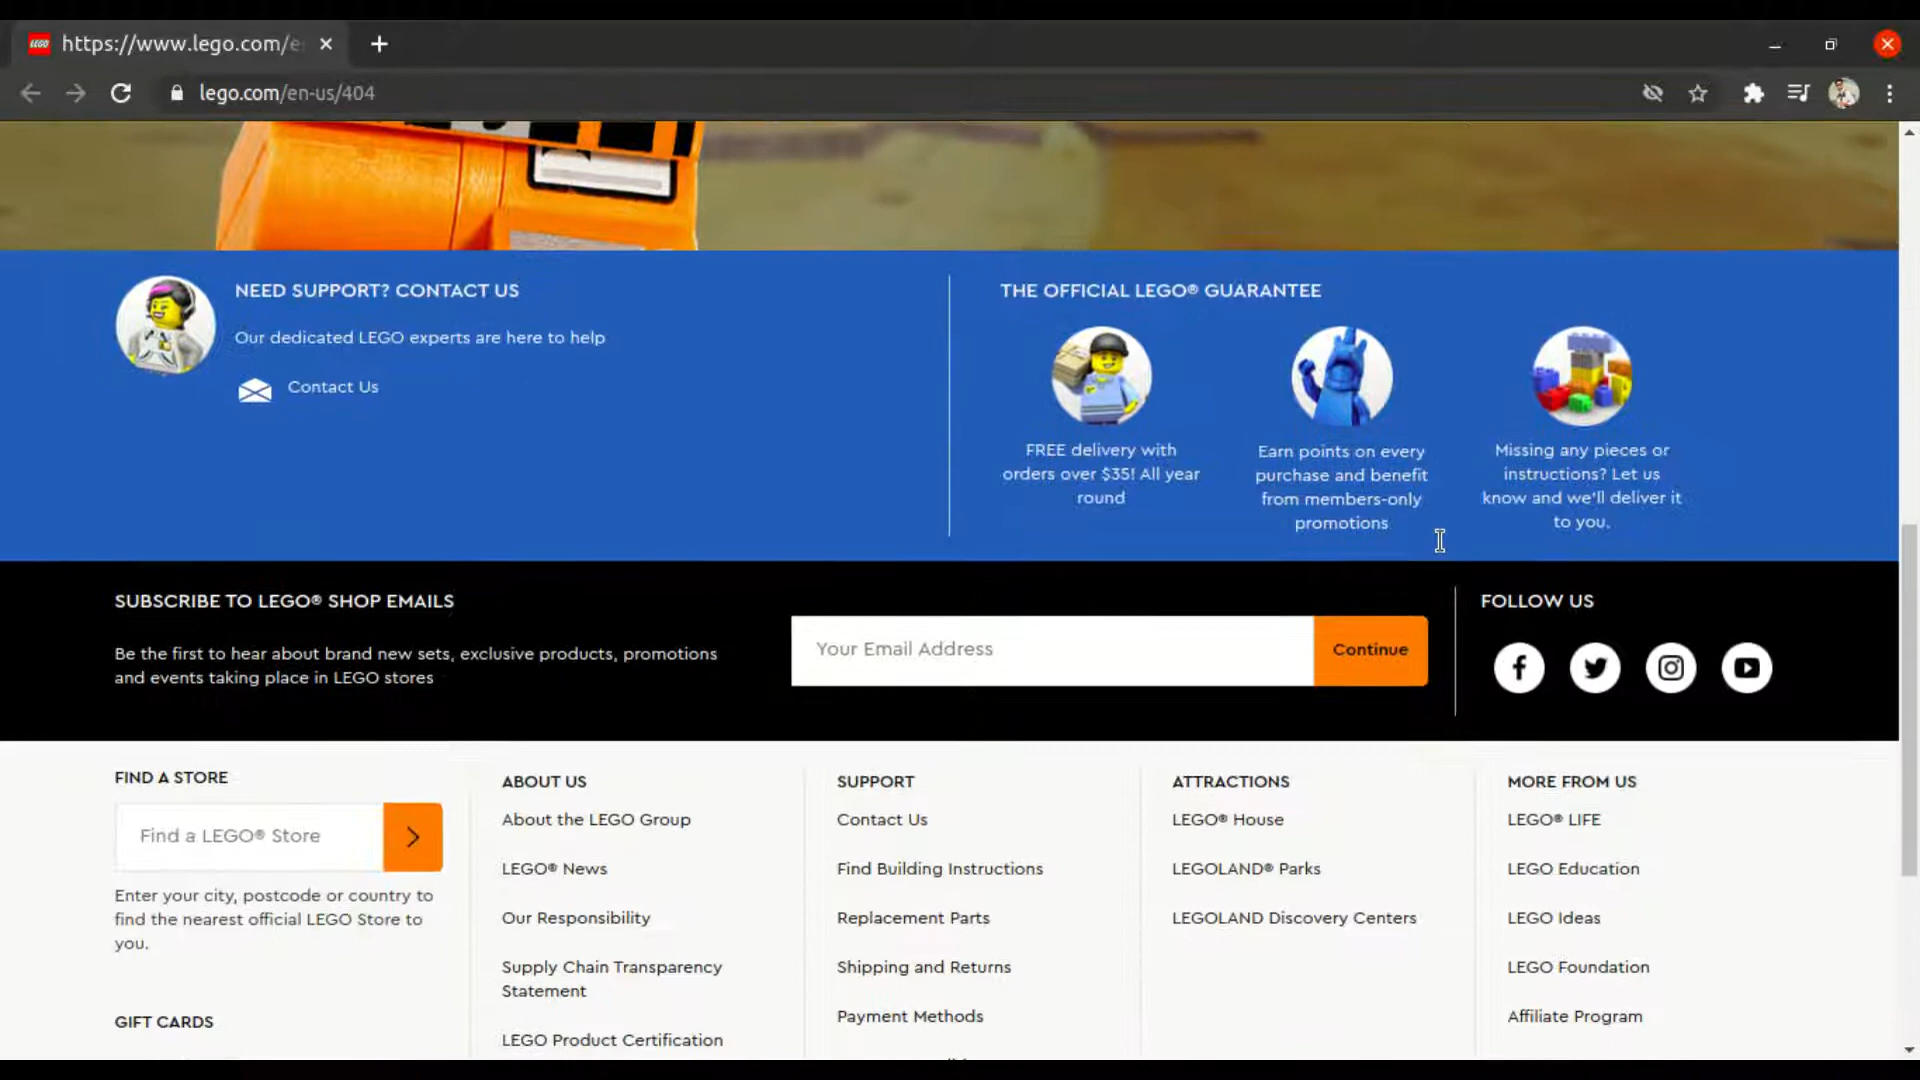 https://www.lego.com/e
lego.com/en-us/404
NEED SUPPORT? CONTACT US
Our dedicated LEGO experts are here to help
Contact Us
THE OFFICIAL LEGO® GUARANTEE
FREE delivery with
orders over $35! All year
round
Earn points on every
purchase and benefit
from members-only
promotions
Missing any pieces or
instructions? Let us
know and we'll deliver it
to you.
SUBSCRIBE TO LEGO® SHOP EMAILS
Be the first to hear about brand new sets, exclusive products, promotions
and events taking place in LEGO stores
Your Email Address
Continue
FOLLOW US
FIND A STORE
Find a LEGO® Store
Enter your city, postcode or country to
find the nearest official LEGO Store to
you.
GIFT CARDS
ABOUT US
About the LEGO Group
LEGO® News
Our Responsibility
Supply Chain Transparency
Statement
LEGO Product Certification
SUPPORT
Contact Us
Find Building Instructions
Replacement Parts
Shipping and Returns
Payment Methods
ATTRACTIONS
LEGO® House
LEGOLAND® Parks
LEGOLAND Discovery Centers
MORE FROM US
LEGO® LIFE
LEGO Education
LEGO Ideas
LEGO Foundation
Affiliate Program